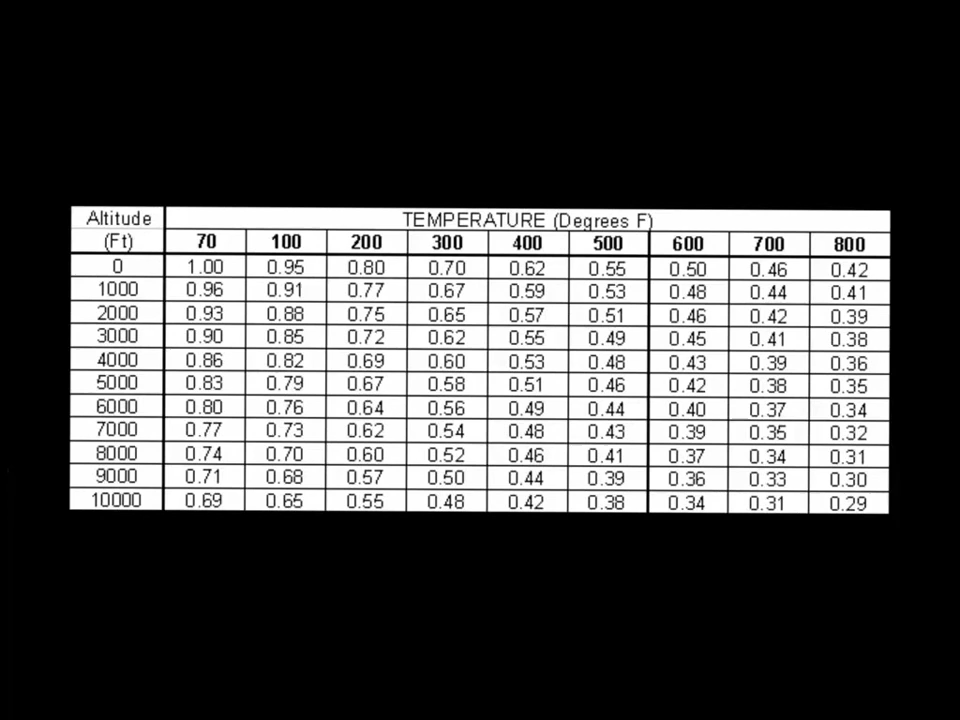 Altitude TEMPERATURE (Degrees F)
(Ft) 70 100 200 300 400 500 600 700 800
0 1.00 0.95 0.80 0.70 0.62 0.55 0.50 0.46 0.42
1000 0.96 0.91 0.77 0.67 0.59 0.53 0.48 0.44 0.41
2000 0.93 0.88 0.75 0.65 0.57 0.51 0.46 0.42 0.39
3000 0.90 0.85 0.72 0.62 0.55 0.49 0.45 0.41 0.38
4000 0.86 0.82 0.69 0.60 0.53 0.48 0.43 0.39 0.36
5000 0.83 0.79 0.67 0.58 0.51 0.46 0.42 0.38 0.35
6000 0.80 0.76 0.64 0.56 0.49 0.44 0.40 0.37 0.34
7000 0.77 0.73 0.62 0.54 0.48 0.43 0.39 0.35 0.32
8000 0.74 0.70 0.60 0.52 0.46 0.41 0.37 0.34 0.31
9000 0.71 0.68 0.57 0.50 0.44 0.39 0.36 0.33 0.30
10000 0.69 0.65 0.55 0.48 0.42 0.38 0.34 0.31 0.29